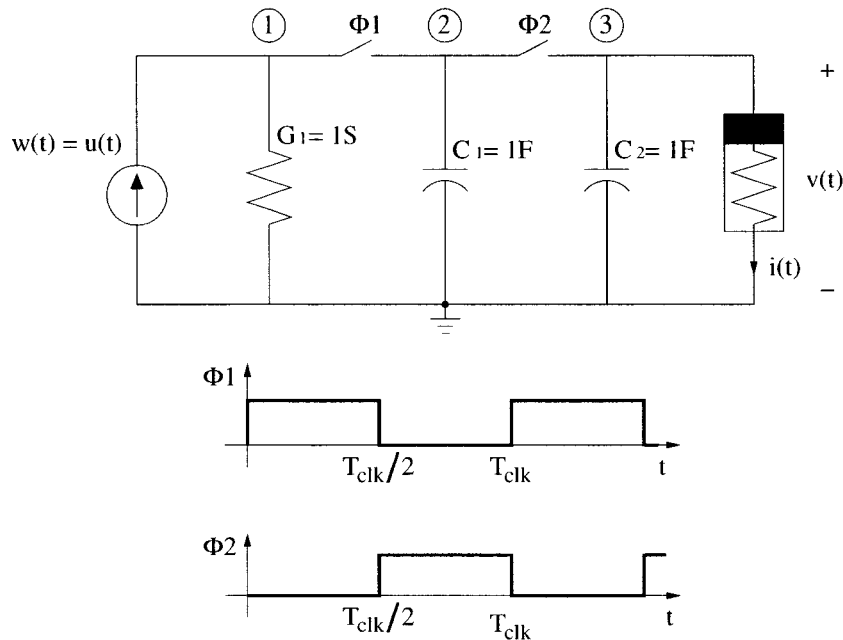 1 Φ1 2 Φ2 3
+
w(t) = u(t)
G1= 1S
C1= 1F
C2= 1F
v(t)
i(t)
−
Φ1
Tclk/2 Tclk t
Φ2
Tclk/2 Tclk t